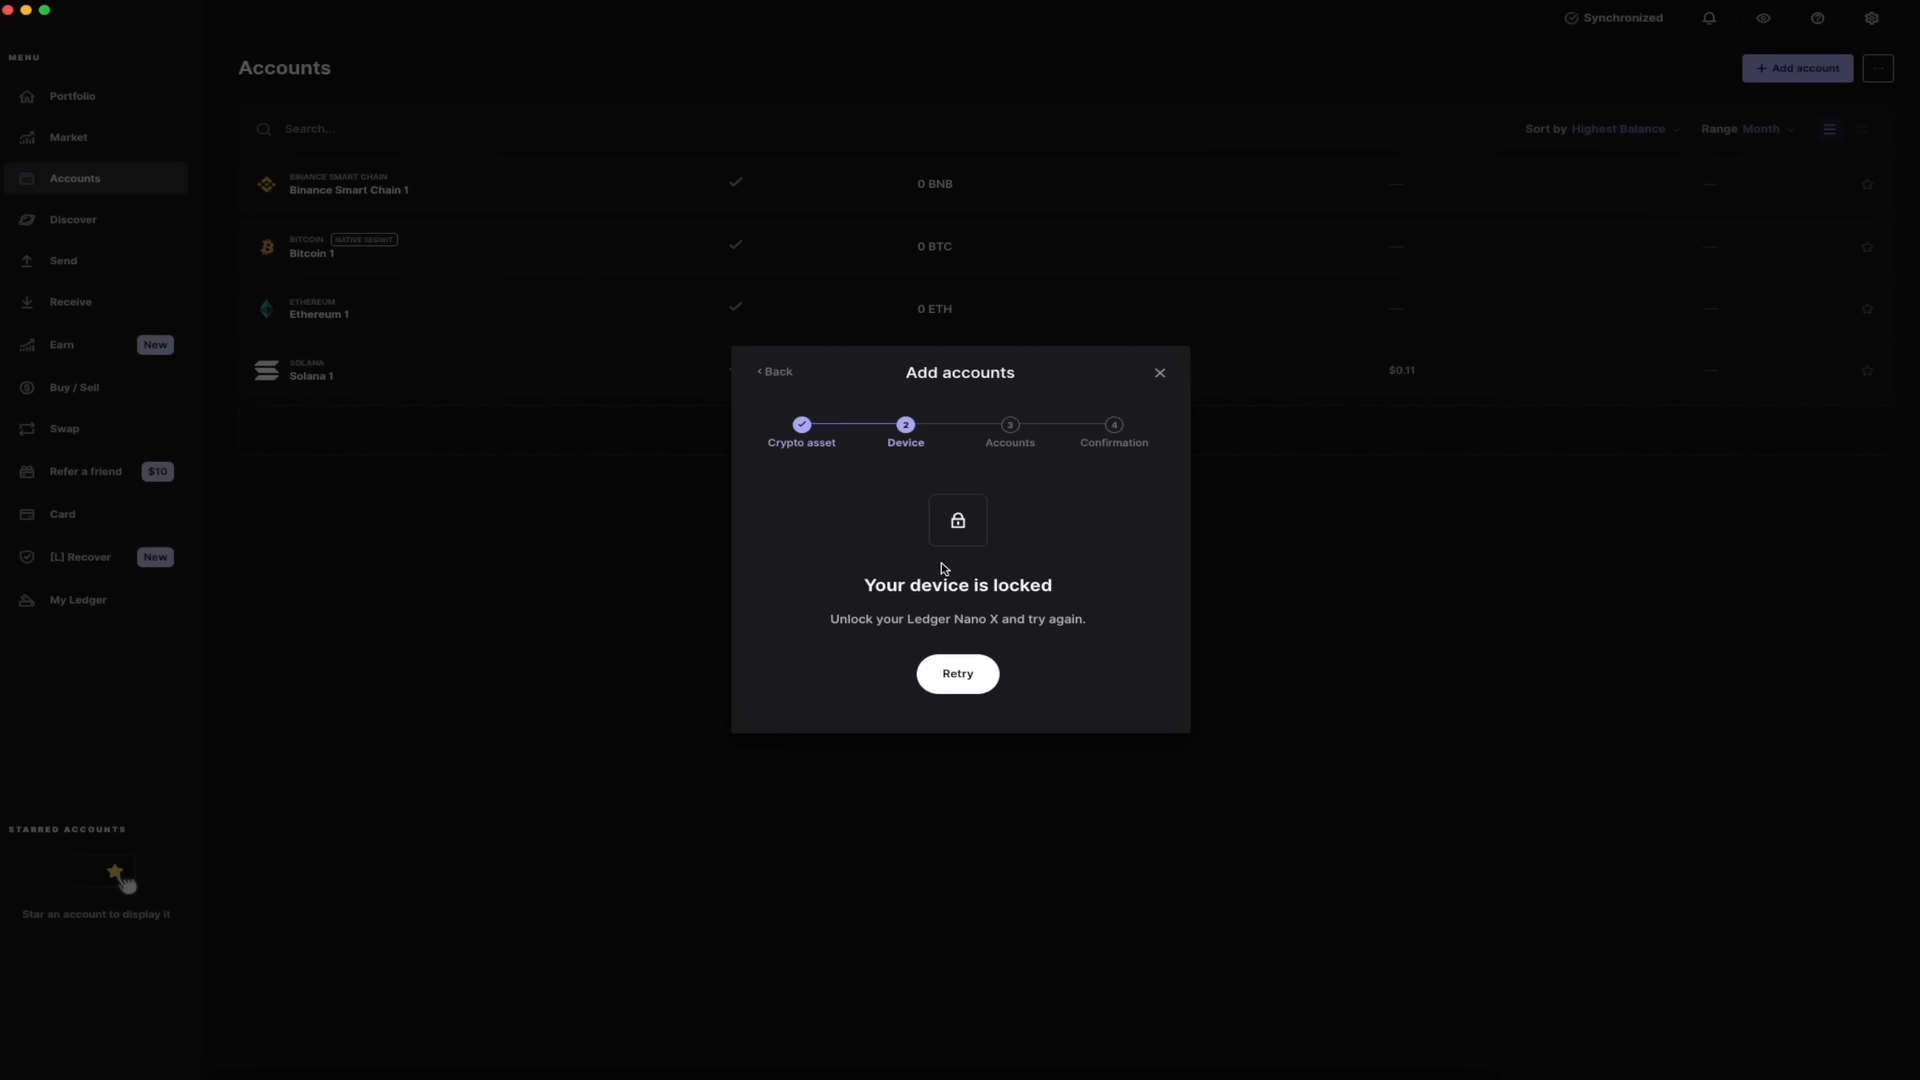 Synchronized
MENU
Portfolio
Market
Accounts
Discover
Send
Receive
Earn New
Buy / Sell
Swap
Refer a friend $10
Card
[L] Recover New
My Ledger
STARRED ACCOUNTS
Star an account to display it
Accounts
+ Add account
Search...
Sort by Highest Balance
Range Month
BINANCE SMART CHAIN
Binance Smart Chain 1
0 BNB
BITCOIN NATIVE SEGWIT
Bitcoin 1
0 BTC
ETHEREUM
Ethereum 1
0 ETH
SOLANA
Solana 1
$0.11
Back
Add accounts
2 3 4
Crypto asset Device Accounts Confirmation
Your device is locked
Unlock your Ledger Nano X and try again.
Retry